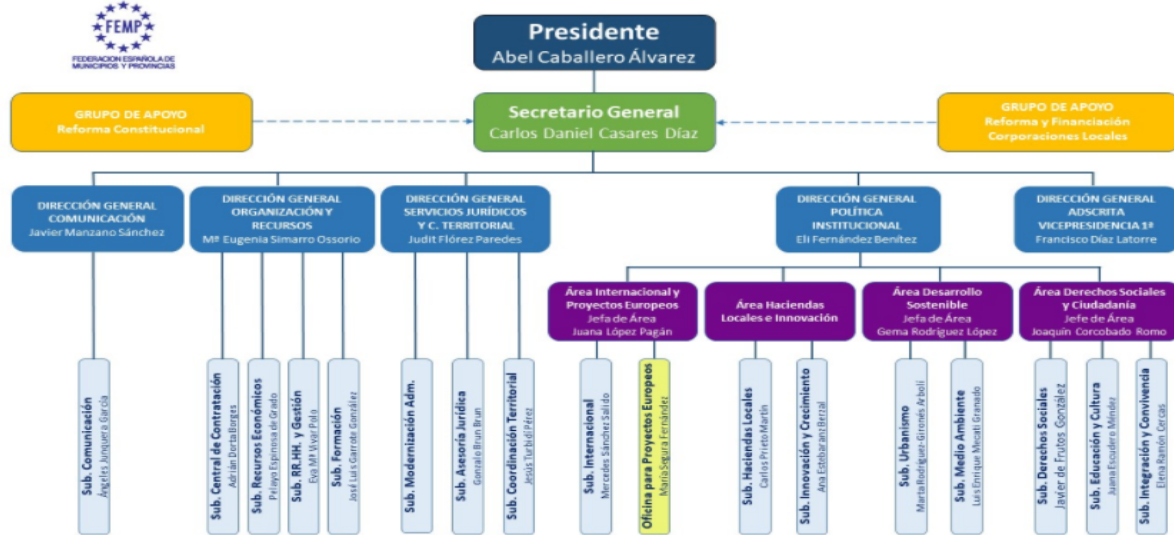 FEMP
FEDERACION ESPAÑOLA DE
MUNICIPIOS Y PROVINCIAS
Presidente
Abel Caballero Álvarez
Secretario General
Carlos Daniel Casares Díaz
GRUPO DE APOYO
Reforma Constitucional
GRUPO DE APOYO
Reforma y Financiación
Corporaciones Locales
DIRECCIÓN GENERAL
COMUNICACIÓN
Javier Manzano Sánchez
DIRECCIÓN GENERAL
ORGANIZACIÓN Y
RECURSOS
Mª Eugenia Simarro Ossorio
DIRECCIÓN GENERAL
SERVICIOS JURÍDICOS
Y C. TERRITORIAL
Judit Flórez Paredes
DIRECCIÓN GENERAL
POLÍTICA
INSTITUCIONAL
Eli Fernández Benítez
DIRECCIÓN GENERAL
ADSCRITA
VICEPRESIDENCIA 1ª
Francisco Díaz Latorre
Área Internacional y
Proyectos Europeos
Jefa de Área
Juana López Pagán
Área Haciendas
Locales e Innovación
Área Desarrollo
Sostenible
Jefa de Área
Gema Rodríguez López
Área Derechos Sociales
y Ciudadanía
Jefe de Área
Joaquín Corcobado Romo
Sub. Comunicación
Ángeles Junquera García
Sub. Central de Contratación
Adrián Dorta Borges
Sub. Recursos Económicos
Pelayo Espinosa de Grado
Sub. RR.HH. y Gestión
Eva Mª Vivar Polo
Sub. Formación
José Luis Garrote González
Sub. Modernización Adm.
Sub. Asesoría Jurídica
Gonzalo Brun Brun
Sub. Coordinación Territorial
Jesús Turbidí Pérez
Sub. Internacional
Mercedes Sánchez Salido
Oficina para Proyectos Europeos
María Segura Fernández
Sub. Haciendas Locales
Carlos Prieto Martín
Sub. Innovación y Crecimiento
Ana Estebaranz Berzal
Sub. Urbanismo
Marta Rodríguez-Gironés Arbolí
Sub. Medio Ambiente
Luis Enrique Mecati Granado
Sub. Derechos Sociales
Javier de Frutos González
Sub. Educación y Cultura
Juana Escudero Méndez
Sub. Integración y Convivencia
Elena Ramón Cercas